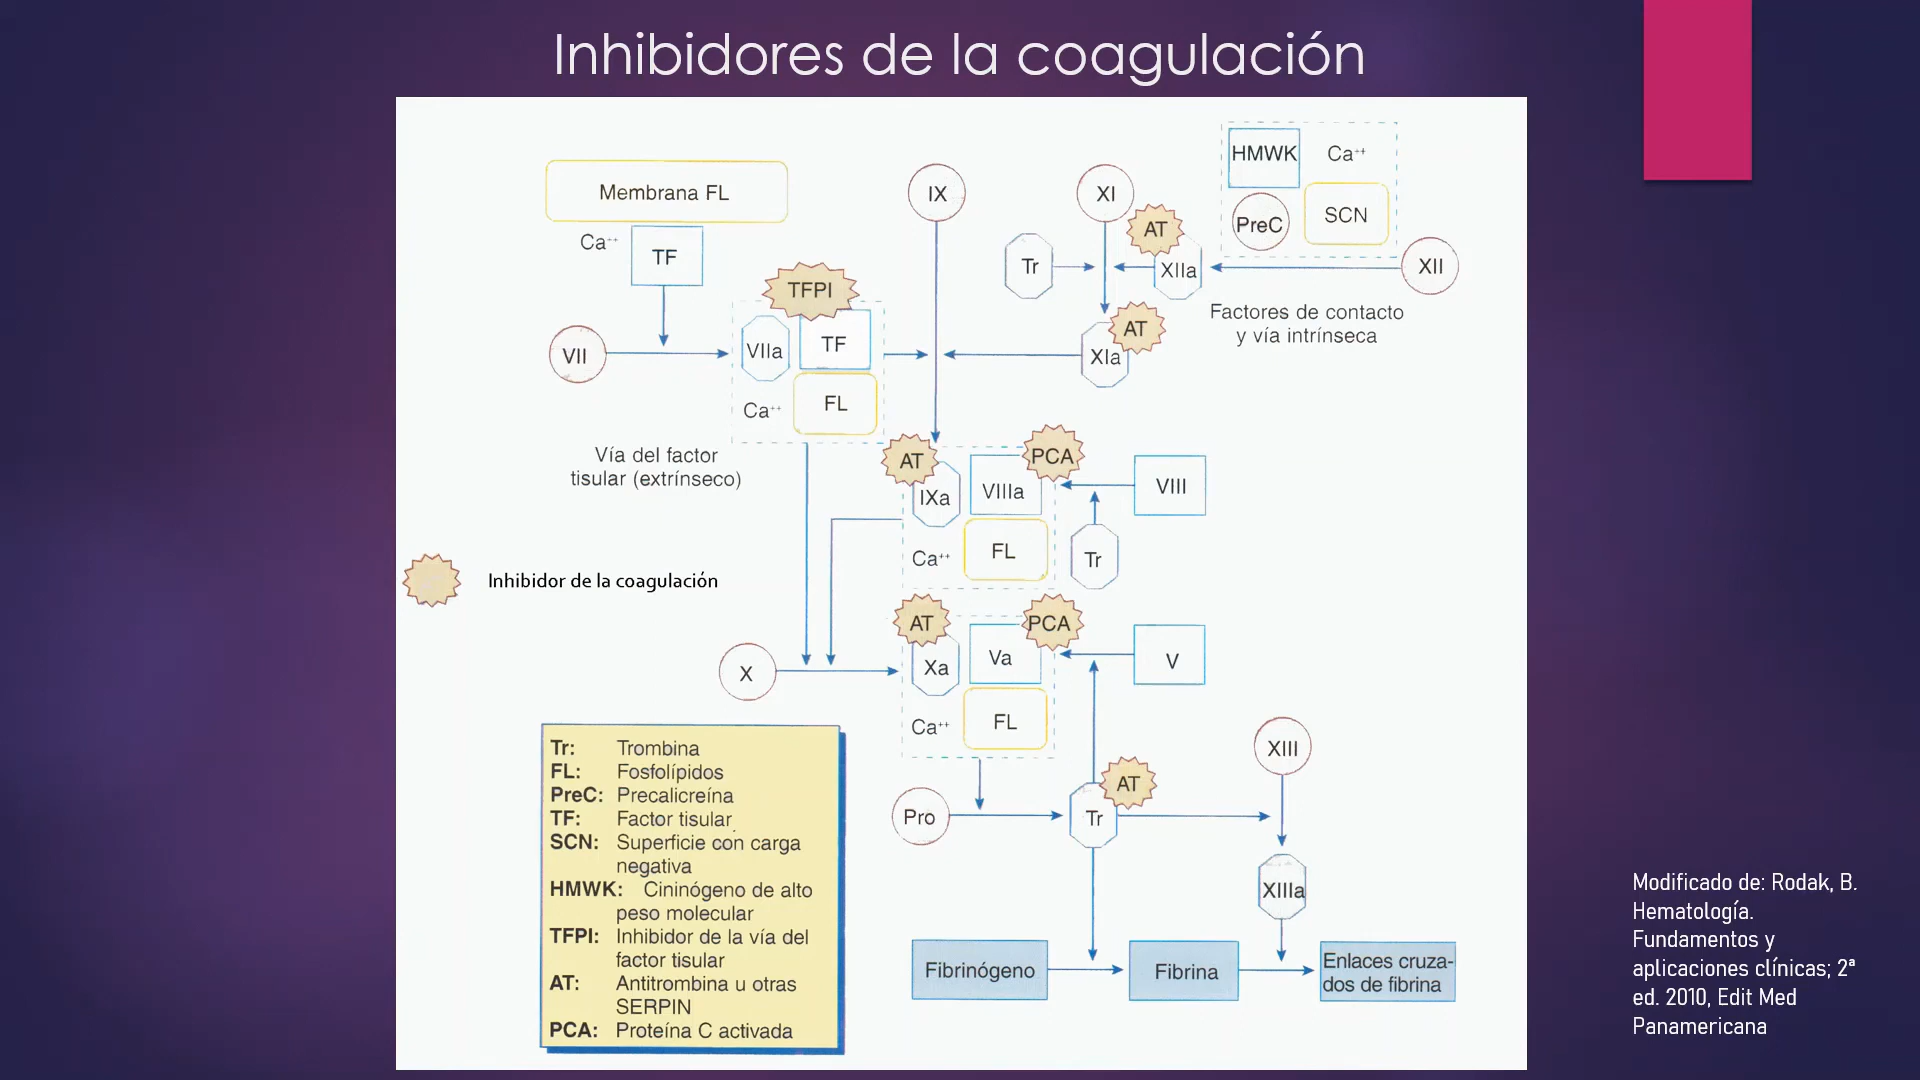 Inhibidores de la coagulación
HMWK
Ca++
Membrana FL
IX
XI
PreC
SCN
Ca++
TF
AT
Tr
XIIa
XII
TFPI
Factores de contacto
y vía intrínseca
VII
VIIa
TF
AT
XIa
Ca++
FL
Vía del factor
tisular (extrínseco)
AT
PCA
IXa
VIIIa
VIII
Ca++
FL
Tr
Inhibidor de la coagulación
AT
PCA
X
Xa
Va
V
Ca++
FL
XIII
AT
Pro
Tr
XIIIa
Fibrinógeno
Fibrina
Enlaces cruza-
dos de fibrina
Tr: Trombina
FL: Fosfolípidos
PreC: Precalicreína
TF: Factor tisular
SCN: Superficie con carga
negativa
HMWK: Cininógeno de alto
peso molecular
TFPI: Inhibidor de la vía del
factor tisular
AT: Antitrombina u otras
SERPIN
PCA: Proteína C activada
Modificado de: Rodak, B.
Hematología.
Fundamentos y
aplicaciones clínicas; 2ª
ed. 2010, Edit Med
Panamericana